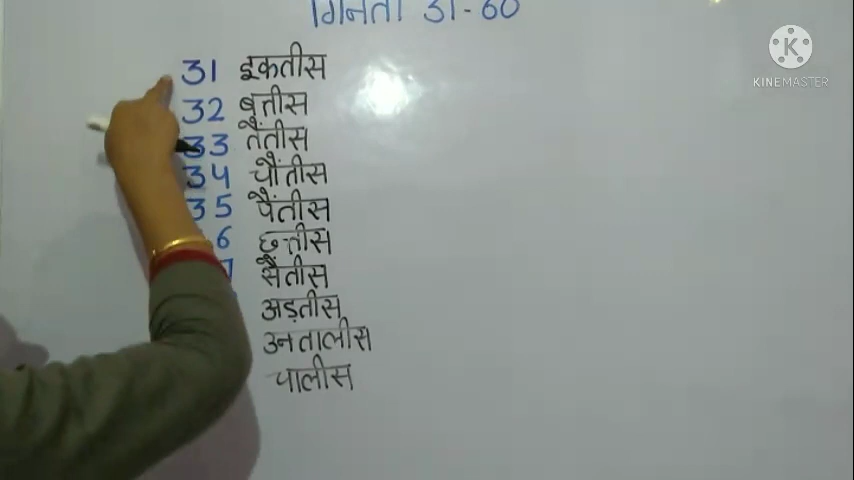 गिनती 31-60
31 इकतीस
32 बत्तीस
33 तैंतीस
34 चौंतीस
35 पैंतीस
6 छत्तीस
सैंतीस
अड़तीस
उनतालीस
चालीस
K
KINEMASTER